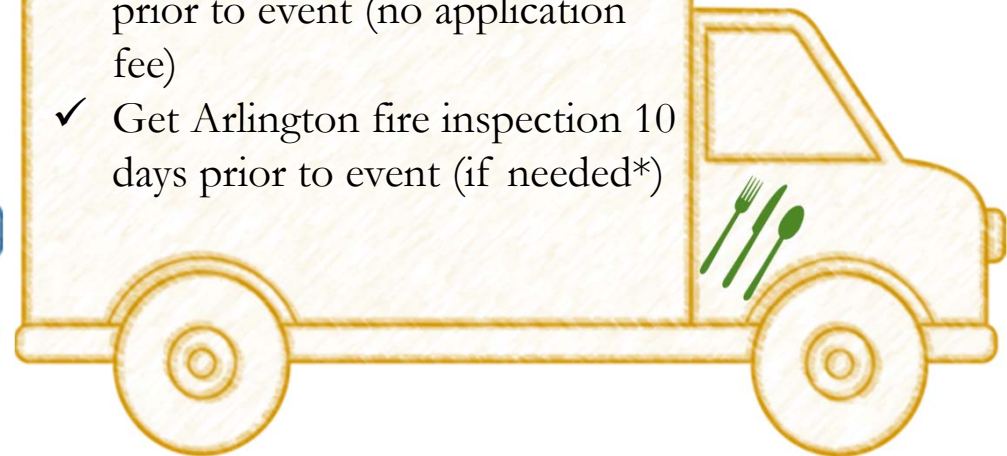 prior to event (no application
fee)
✓ Get Arlington fire inspection 10
days prior to event (if needed*)